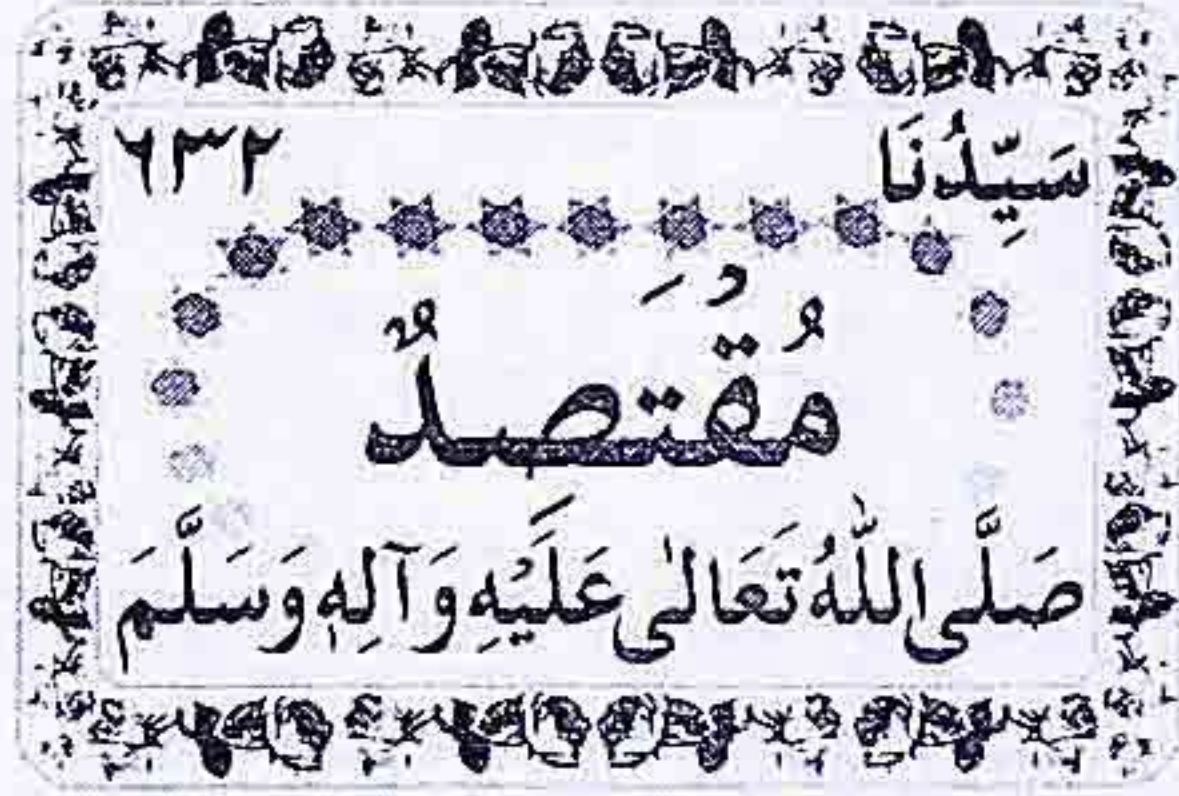 سَيِّدُنَا ٦٣٢
مُقْتَصِدٌ
صَلَّى اللّٰهُ تَعَالٰى عَلَيْهِ وَآلِهٖ وَسَلَّمَ